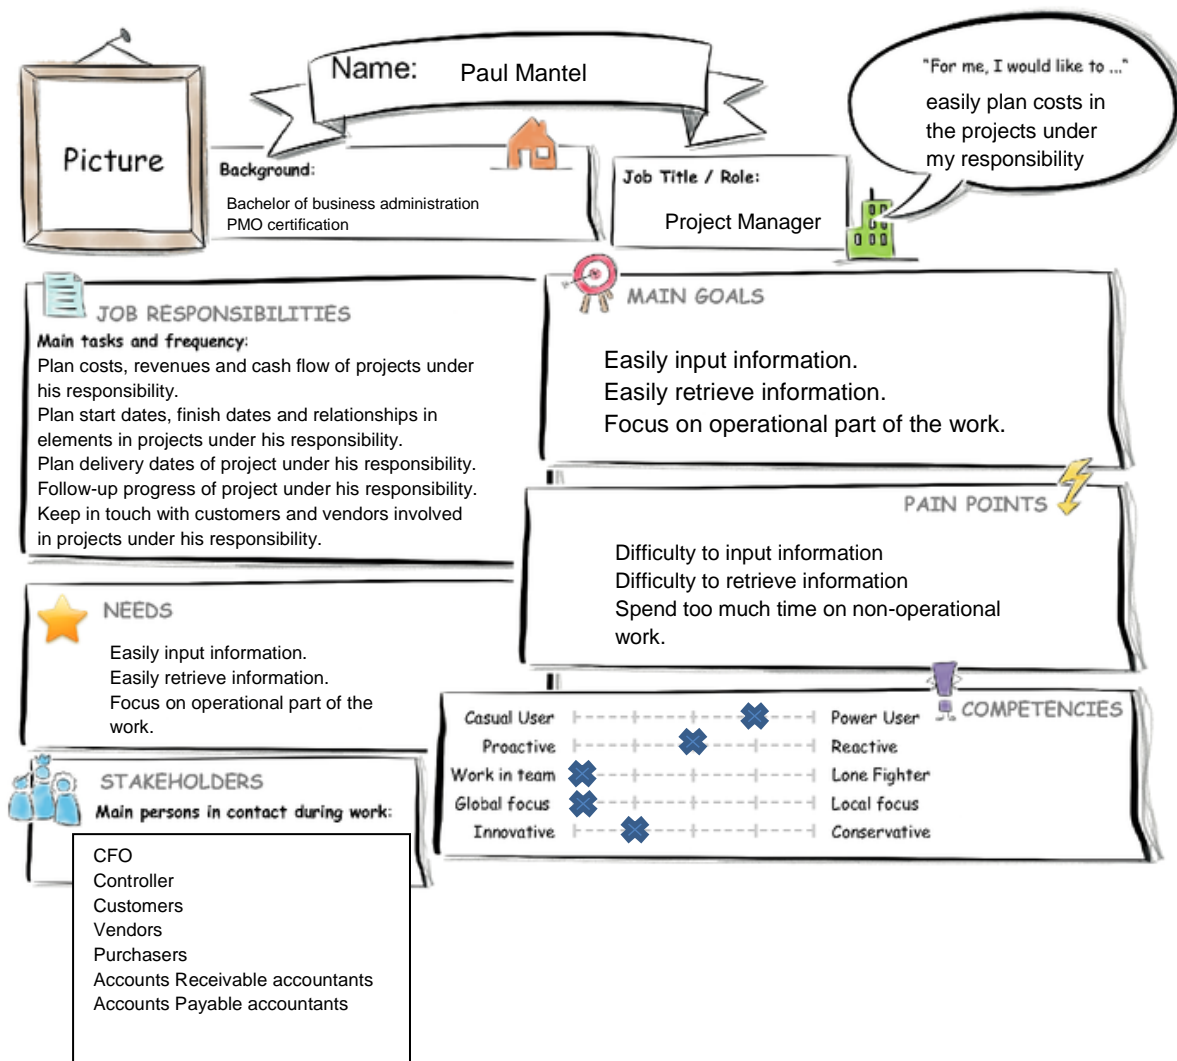 Picture
Name: Paul Mantel
"For me, I would like to ..."
easily plan costs in
the projects under
my responsibility
Background:
Bachelor of business administration
PMO certification
Job Title / Role:
Project Manager
JOB RESPONSIBILITIES
Main tasks and frequency:
Plan costs, revenues and cash flow of projects under
his responsibility.
Plan start dates, finish dates and relationships in
elements in projects under his responsibility.
Plan delivery dates of project under his responsibility.
Follow-up progress of project under his responsibility.
Keep in touch with customers and vendors involved
in projects under his responsibility.
MAIN GOALS
Easily input information.
Easily retrieve information.
Focus on operational part of the work.
PAIN POINTS
Difficulty to input information
Difficulty to retrieve information
Spend too much time on non-operational
work.
NEEDS
Easily input information.
Easily retrieve information.
Focus on operational part of the
work.
COMPETENCIES
Casual User Power User
Proactive Reactive
Work in team Lone Fighter
Global focus Local focus
Innovative Conservative
STAKEHOLDERS
Main persons in contact during work:
CFO
Controller
Customers
Vendors
Purchasers
Accounts Receivable accountants
Accounts Payable accountants